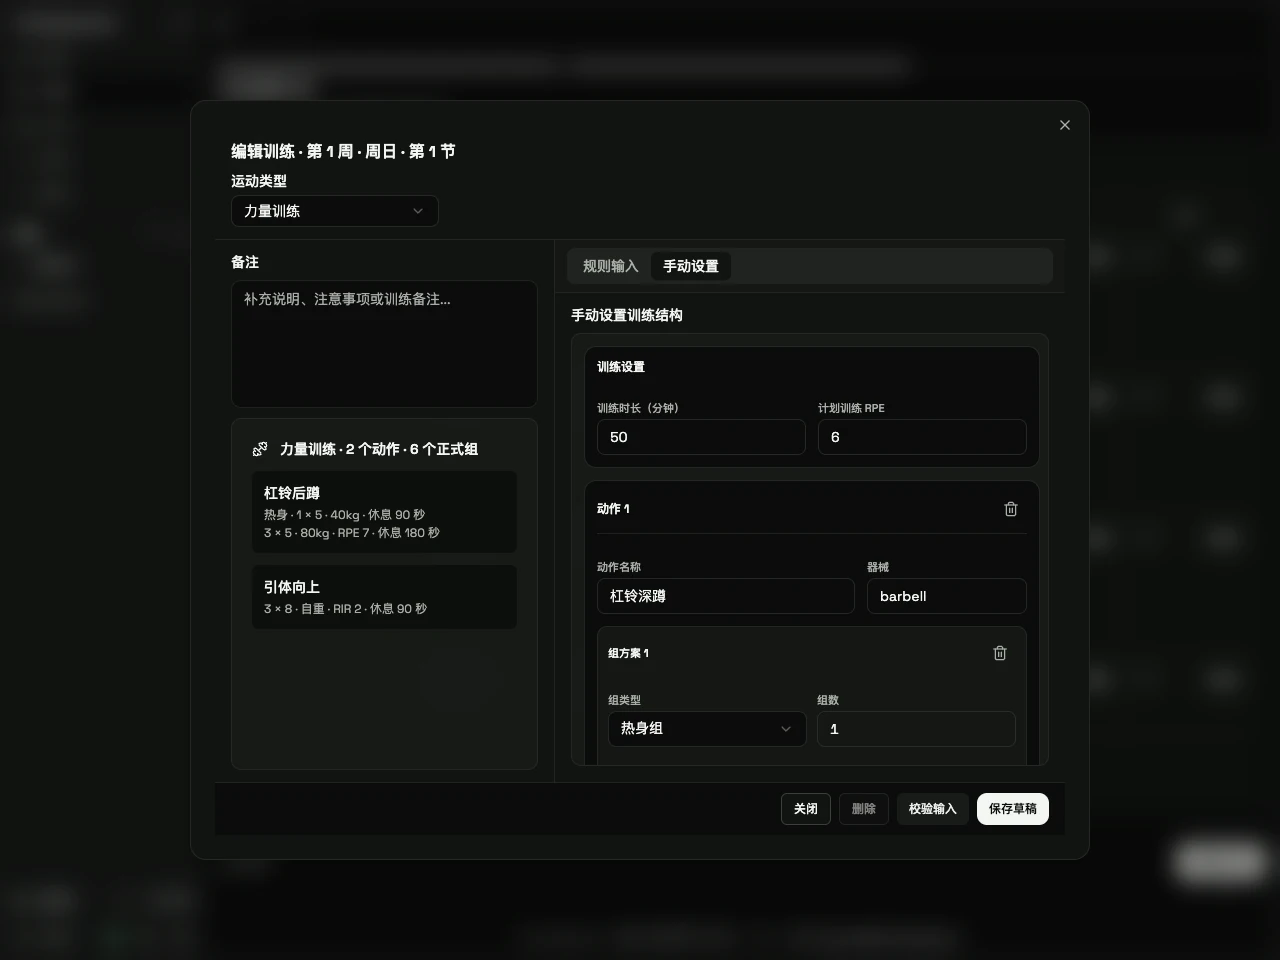 编辑训练 · 第 1 周 · 周日 · 第 1 节
运动类型
力量训练
备注
补充说明、注意事项或训练备注...
力量训练 · 2 个动作 · 6 个正式组
杠铃后蹲
热身 · 1 × 5 · 40kg · 休息 90 秒
3 × 5 · 80kg · RPE 7 · 休息 180 秒
引体向上
3 × 8 · 自重 · RIR 2 · 休息 90 秒
规则输入
手动设置
手动设置训练结构
训练设置
训练时长（分钟）
计划训练 RPE
50
6
动作 1
动作名称
器械
杠铃深蹲
barbell
组方案 1
组类型
组数
热身组
1
关闭
删除
校验输入
保存草稿